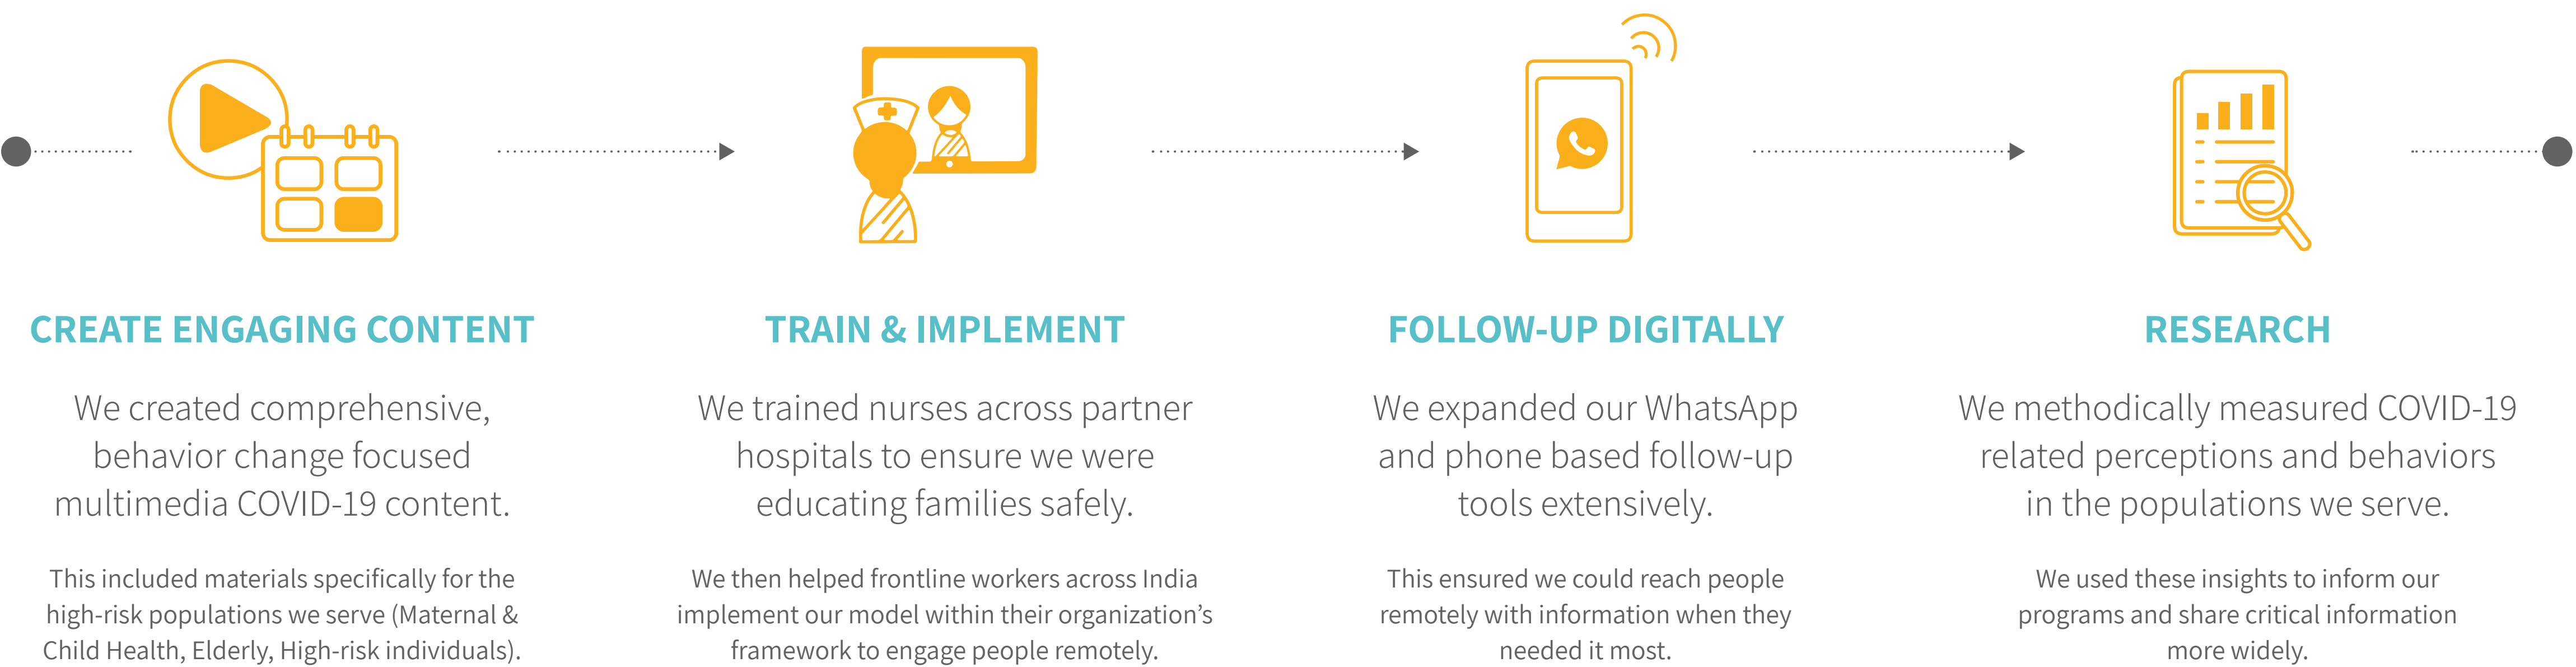 CREATE ENGAGING CONTENT
We created comprehensive,
behavior change focused
multimedia COVID-19 content.
This included materials specifically for the
high-risk populations we serve (Maternal &
Child Health, Elderly, High-risk individuals).
TRAIN & IMPLEMENT
We trained nurses across partner
hospitals to ensure we were
educating families safely.
We then helped frontline workers across India
implement our model within their organization’s
framework to engage people remotely.
FOLLOW-UP DIGITALLY
We expanded our WhatsApp
and phone based follow-up
tools extensively.
This ensured we could reach people
remotely with information when they
needed it most.
RESEARCH
We methodically measured COVID-19
related perceptions and behaviors
in the populations we serve.
We used these insights to inform our
programs and share critical information
more widely.